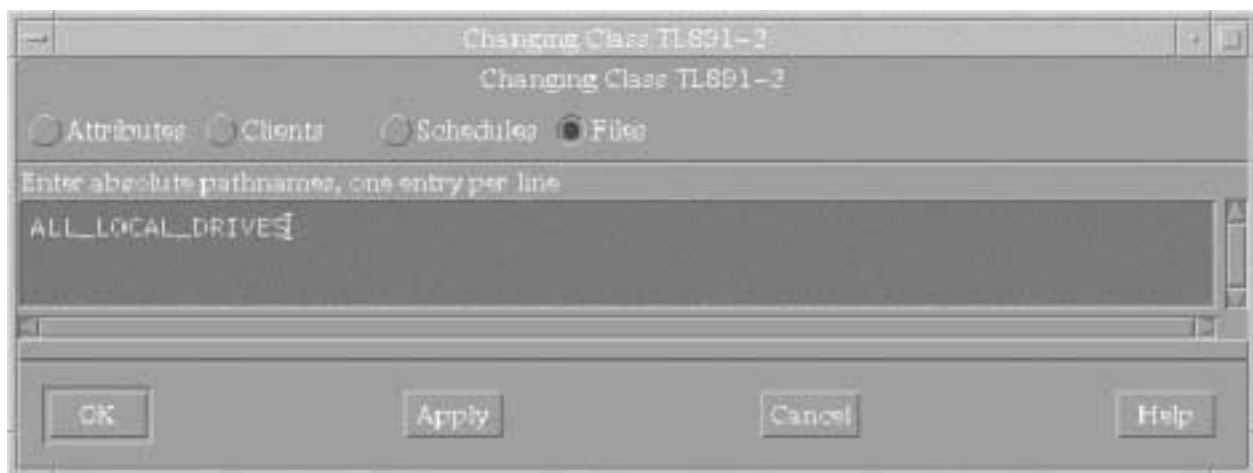 Changing Class TL891-2
Changing Class TL891-2
Attributes Clients Schedules Files
Enter absolute pathnames, one entry per line
ALL_LOCAL_DRIVES
OK Apply Cancel Help